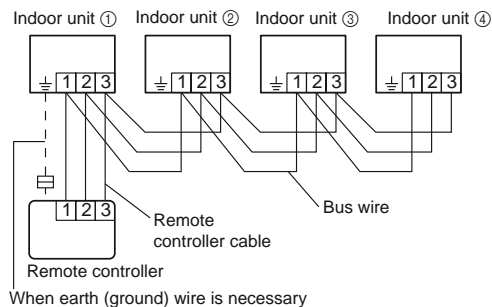 Indoor unit ① Indoor unit ② Indoor unit ③ Indoor unit ④
1 2 3 1 2 3 1 2 3 1 2 3
1 2 3
Bus wire
Remote
controller cable
Remote controller
When earth (ground) wire is necessary